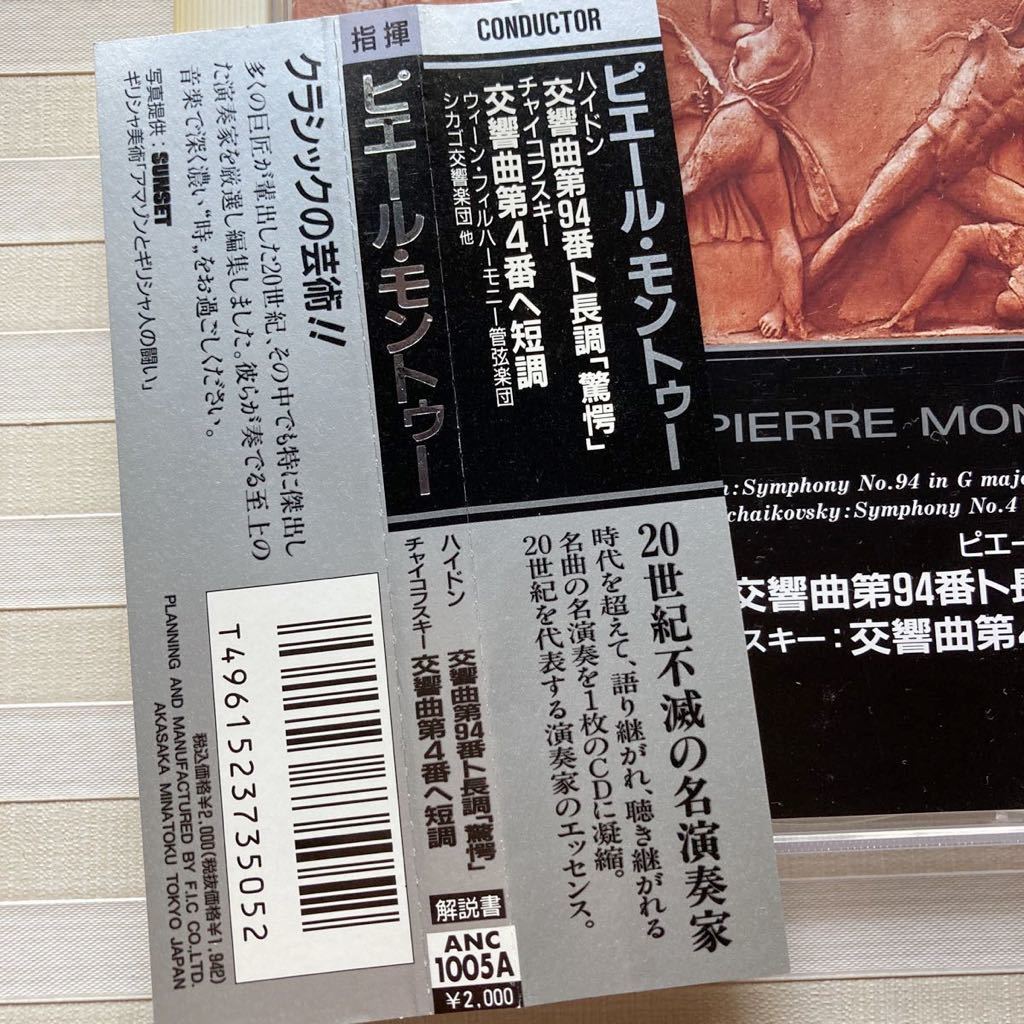 CONDUCTOR
ピエール・モントゥー
ハイドン
交響曲第94番ト長調「驚愕」
チャイコフスキー
交響曲第4番ヘ短調
ウィーン・フィルハーモニー管弦楽団
シカゴ交響楽団 他
20世紀不滅の名演奏家
時代を超えて、語り継がれ、聴き継がれる
名曲の名演奏を1枚のCDに凝縮。
20世紀を代表する演奏家のエッセンス。
指揮
ピエール・モントゥー
ハイドン 交響曲第94番ト長調「驚愕」
チャイコフスキー 交響曲第4番ヘ短調
解説書
ANC
1005A
¥2,000
クラシックの芸術!!
多くの巨匠が輩出した20世紀、その中でも特に傑出し
た演奏家を厳選し編集しました。彼らが奏でる至上の
音楽で深く濃い“時”をお過ごしください。
写真提供：SUNSET
ギリシャ美術「アマゾンとギリシャ人の闘い」
T4961523735052
税込価格¥2,000(税抜価格¥1,942)
PLANNING AND MANUFACTURED BY F.I.C CO.,LTD.
AKASAKA MINATOKU TOKYO JAPAN
PIERRE MON
n:Symphony No.94 in G majo
chaikovsky:Symphony No.4
ピエー
交響曲第94番ト長
スキー：交響曲第4